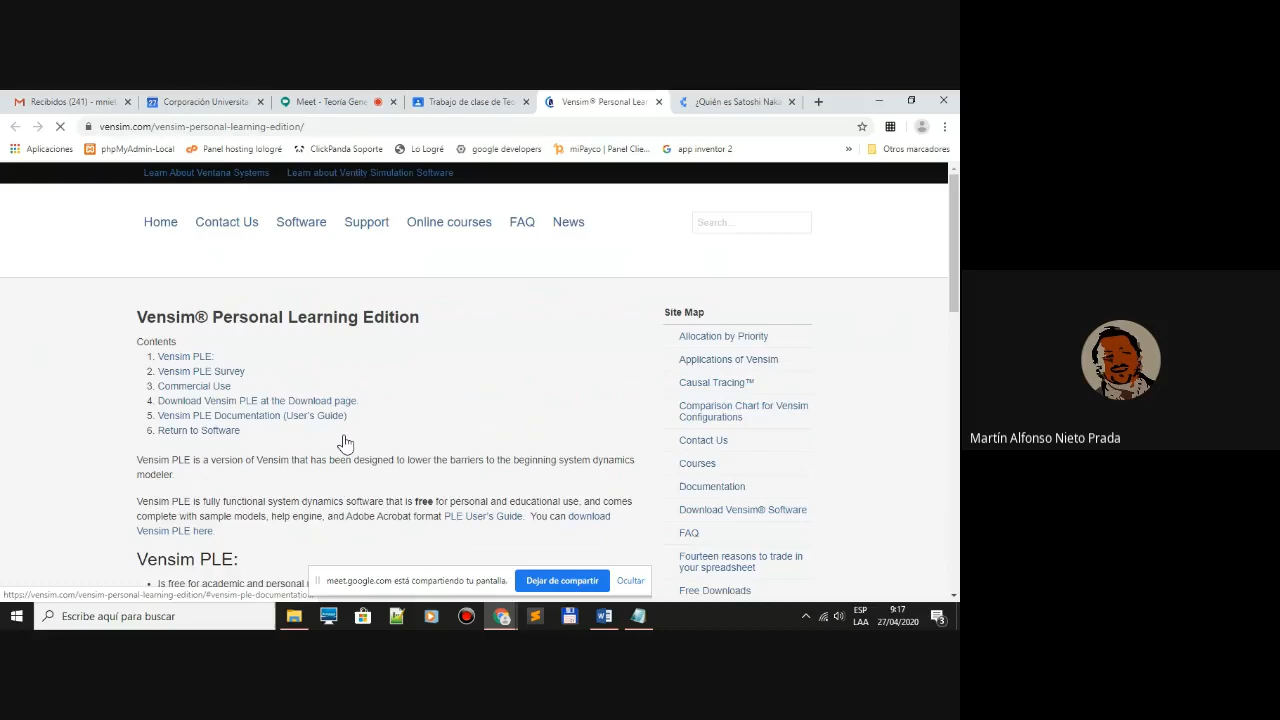 Recibidos (241) - mniel
Corporación Universita
Meet - Teoría Gene
Trabajo de clase de Teo
Vensim® Personal Lear
¿Quién es Satoshi Naka
vensim.com/vensim-personal-learning-edition/
Aplicaciones
phpMyAdmin-Local
Panel hosting lologré
ClickPanda Soporte
Lo Logré
google developers
miPayco | Panel Clie...
app inventor 2
»
Otros marcadores
Learn About Ventana Systems
Learn about Ventity Simulation Software
Home
Contact Us
Software
Support
Online courses
FAQ
News
Search...
Vensim® Personal Learning Edition
Contents
1. Vensim PLE:
2. Vensim PLE Survey
3. Commercial Use
4. Download Vensim PLE at the Download page.
5. Vensim PLE Documentation (User's Guide)
6. Return to Software
Vensim PLE is a version of Vensim that has been designed to lower the barriers to the beginning system dynamics
modeler.
Vensim PLE is fully functional system dynamics software that is free for personal and educational use, and comes
complete with sample models, help engine, and Adobe Acrobat format PLE User's Guide. You can download
Vensim PLE here.
Vensim PLE:
Is free for academic and personal
Site Map
Allocation by Priority
Applications of Vensim
Causal Tracing™
Comparison Chart for Vensim
Configurations
Contact Us
Courses
Documentation
Download Vensim® Software
FAQ
Fourteen reasons to trade in
your spreadsheet
Free Downloads
meet.google.com está compartiendo tu pantalla.
Dejar de compartir
Ocultar
https://vensim.com/vensim-personal-learning-edition/#vensim-ple-documentation
Escribe aquí para buscar
ESP
LAA
9:17
27/04/2020
3
Martín Alfonso Nieto Prada